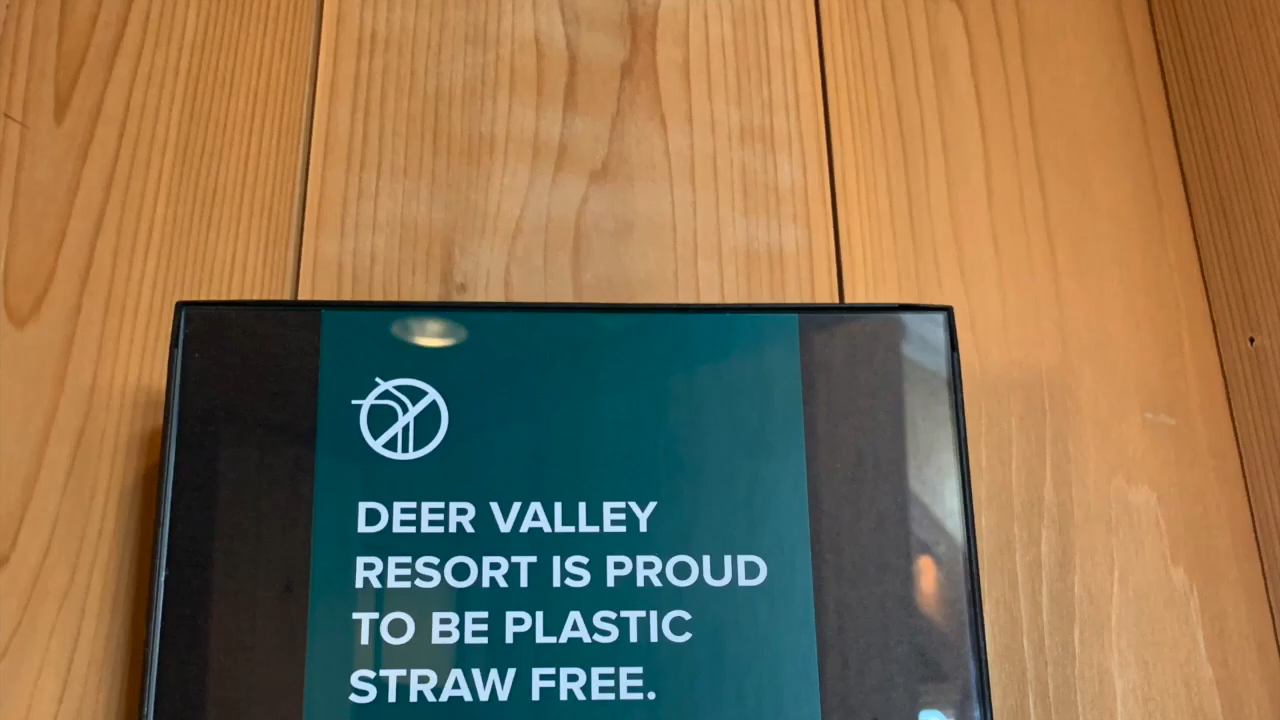 DEER VALLEY
RESORT IS PROUD
TO BE PLASTIC
STRAW FREE.